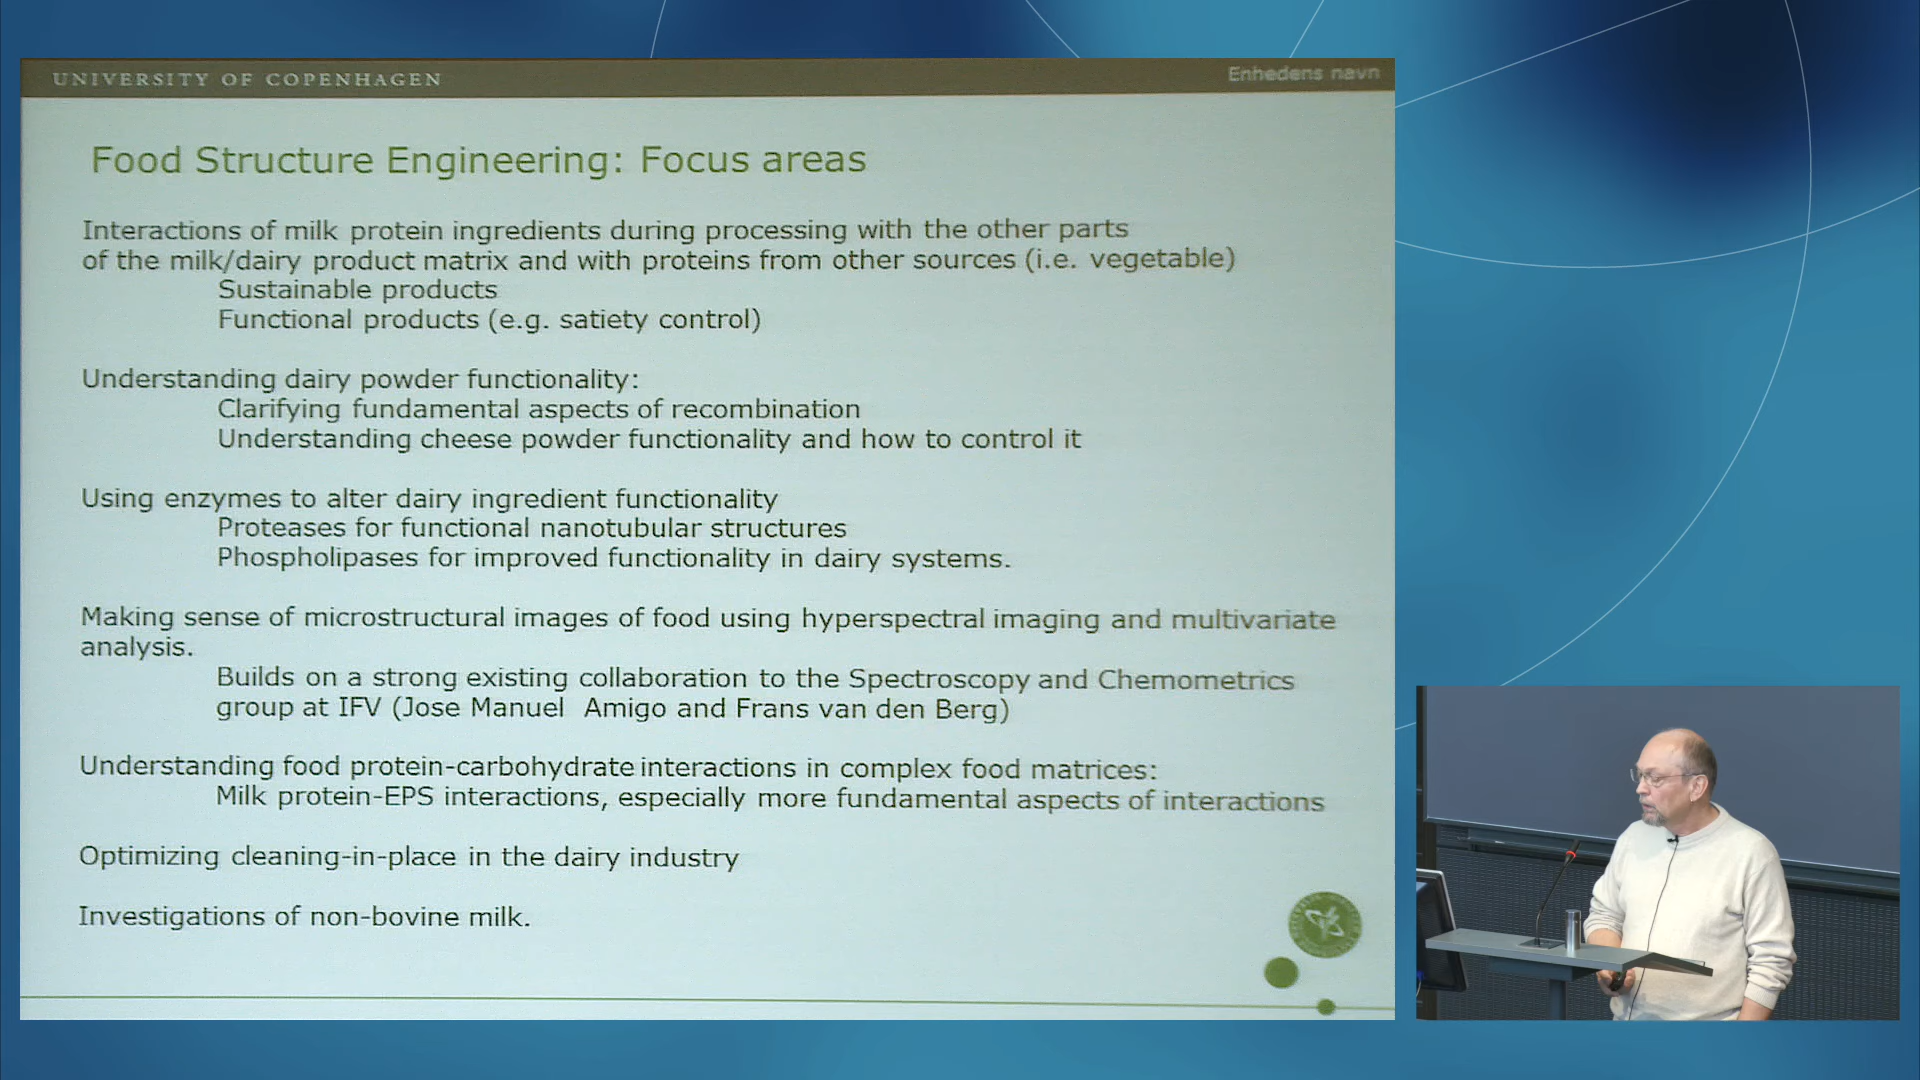 UNIVERSITY OF COPENHAGEN
Enhedens navn
Food Structure Engineering: Focus areas
Interactions of milk protein ingredients during processing with the other parts
of the milk/dairy product matrix and with proteins from other sources (i.e. vegetable)
Sustainable products
Functional products (e.g. satiety control)
Understanding dairy powder functionality:
Clarifying fundamental aspects of recombination
Understanding cheese powder functionality and how to control it
Using enzymes to alter dairy ingredient functionality
Proteases for functional nanotubular structures
Phospholipases for improved functionality in dairy systems.
Making sense of microstructural images of food using hyperspectral imaging and multivariate
analysis.
Builds on a strong existing collaboration to the Spectroscopy and Chemometrics
group at IFV (Jose Manuel Amigo and Frans van den Berg)
Understanding food protein-carbohydrate interactions in complex food matrices:
Milk protein-EPS interactions, especially more fundamental aspects of interactions
Optimizing cleaning-in-place in the dairy industry
Investigations of non-bovine milk.